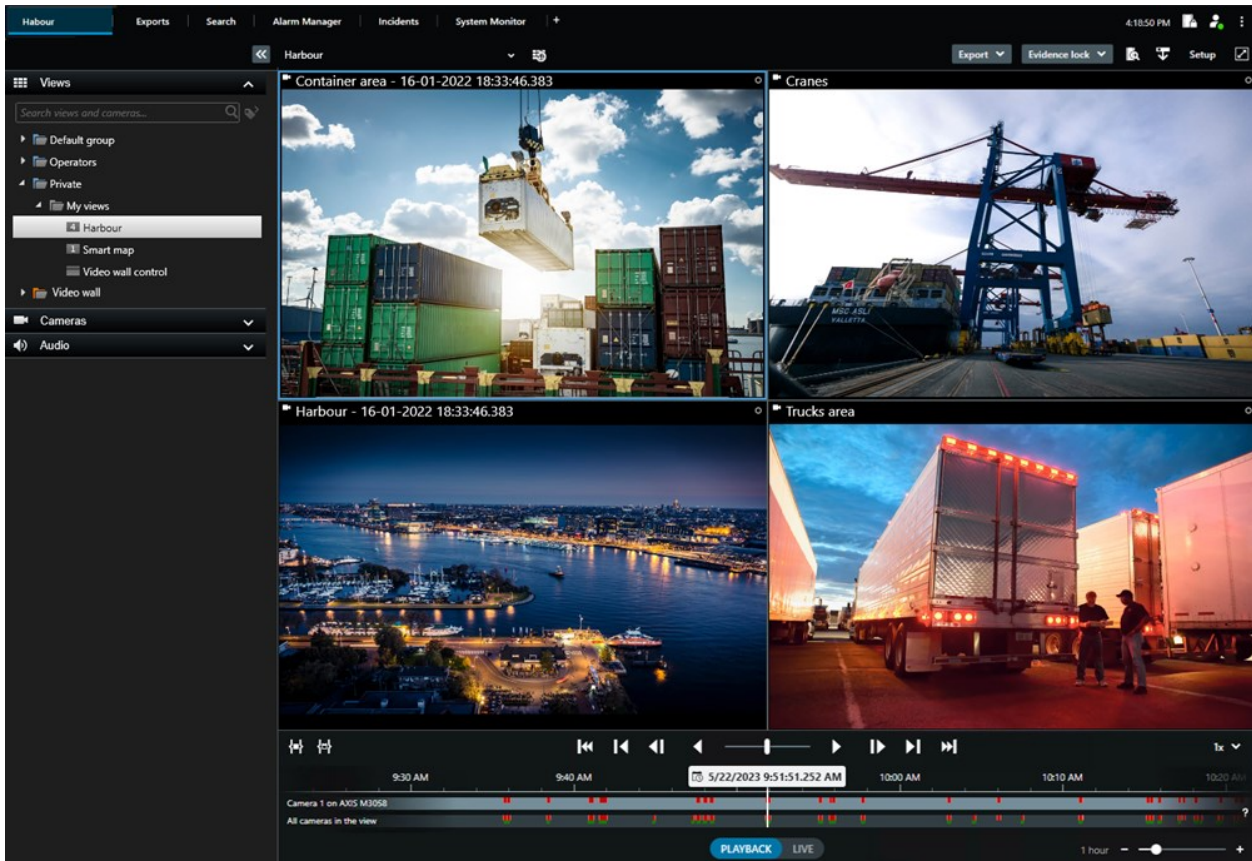 Habour Exports Search Alarm Manager Incidents System Monitor + 4:18:50 PM
Harbour Export Evidence lock Setup
Views
Search views and cameras...
Default group
Operators
Private
My views
4 Harbour
1 Smart map
Video wall control
Video wall
Cameras
Audio
Container area - 16-01-2022 18:33:46.383
Cranes
MSC ASLI
VALLETTA
Harbour - 16-01-2022 18:33:46.383
Trucks area
1x
9:30 AM 9:40 AM 5/22/2023 9:51:51.252 AM 10:00 AM 10:10 AM 10:20 AM
Camera 1 on AXIS M3058
All cameras in the view
?
PLAYBACK LIVE
1 hour - +